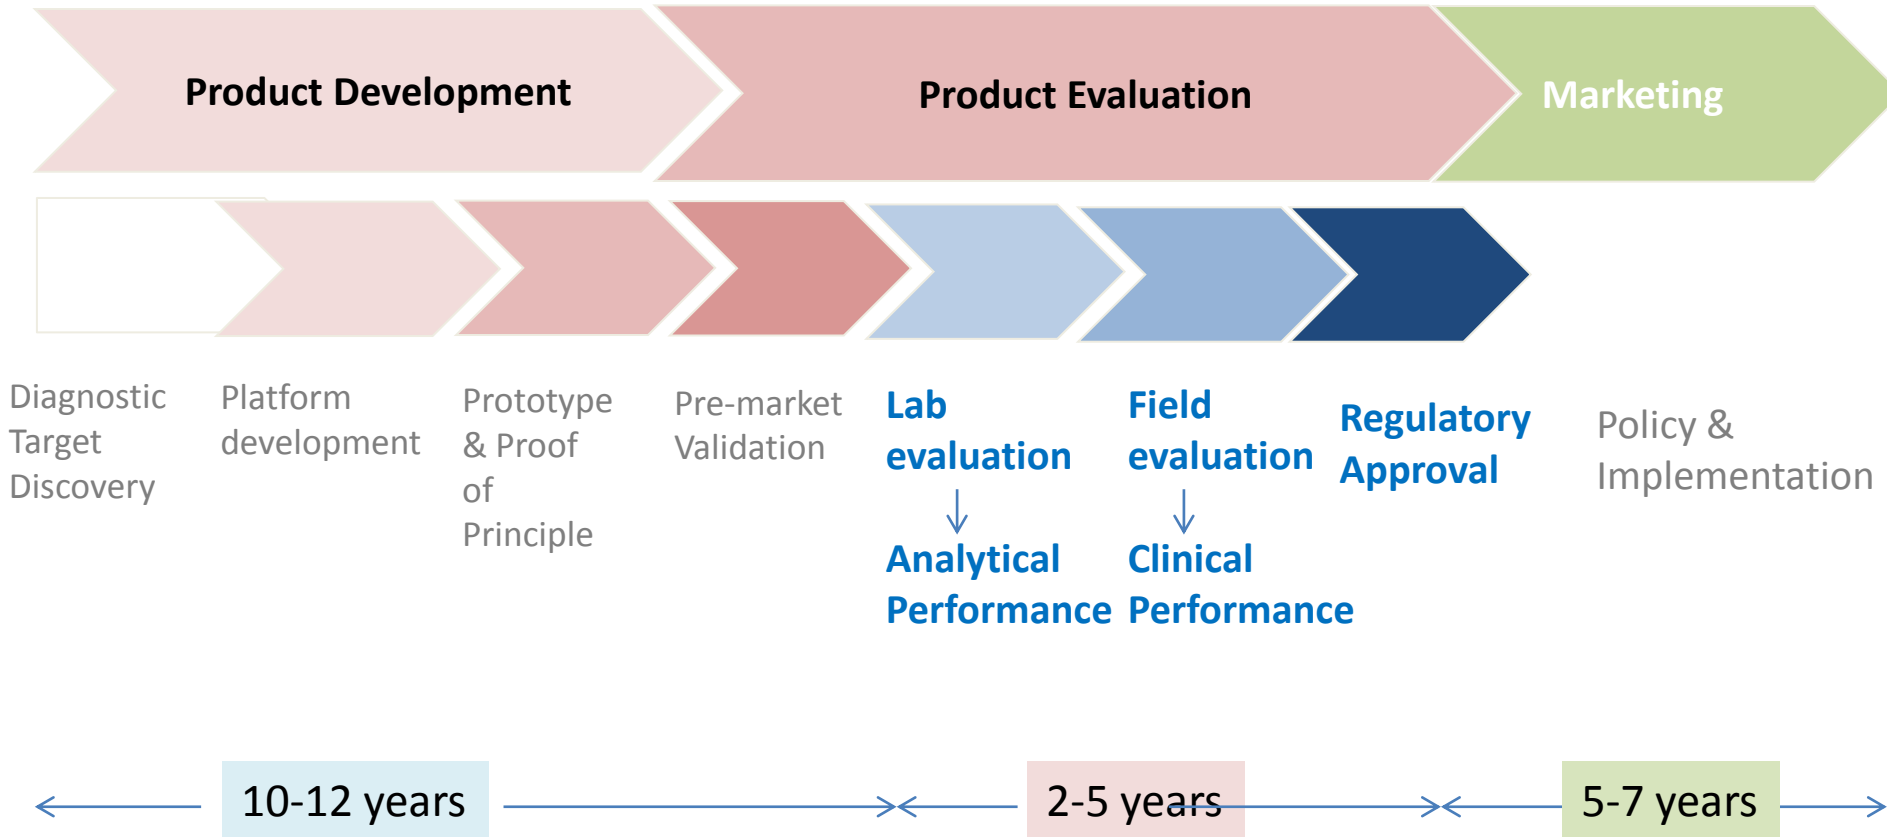 Product Development
Product Evaluation
Marketing
Diagnostic
Target
Discovery
Platform
development
Prototype
& Proof
of
Principle
Pre-market
Validation
Lab
evaluation
Analytical
Performance
Field
evaluation
Clinical
Performance
Regulatory
Approval
Policy &
Implementation
10-12 years
2-5 years
5-7 years